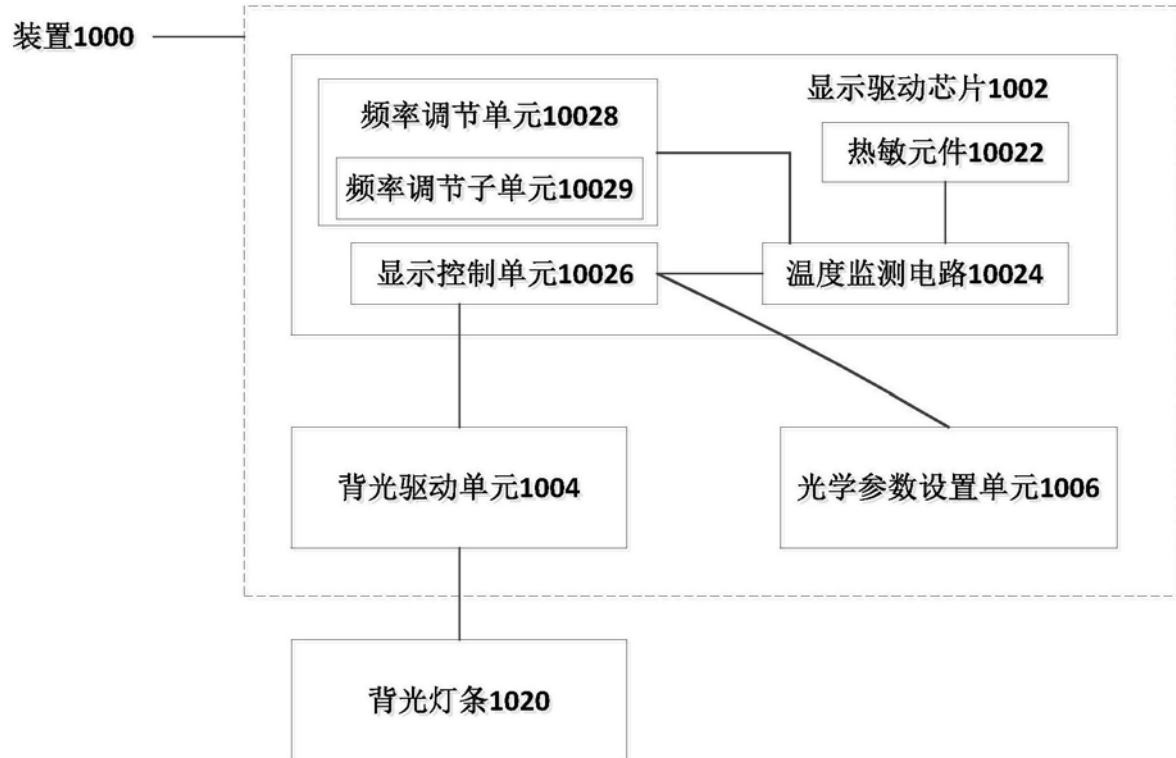 装置1000
显示驱动芯片1002
频率调节单元10028
热敏元件10022
频率调节子单元10029
显示控制单元10026
温度监测电路10024
背光驱动单元1004
光学参数设置单元1006
背光灯条1020